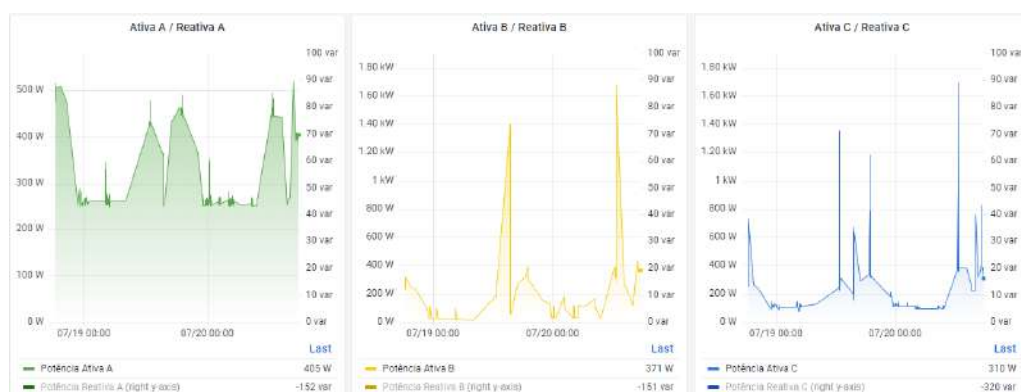 Ativa A / Reativa A
100 var
90 var
80 var
70 var
60 var
50 var
40 var
30 var
20 var
10 var
0 var
500 W
400 W
300 W
200 W
100 W
0 W
07/19 00:00
07/20 00:00
Last
Potência Ativa A
405 W
Potência Reativa A (right y-axis)
-152 var
Ativa B / Reativa B
100 var
90 var
80 var
70 var
60 var
50 var
40 var
30 var
20 var
10 var
0 var
1.80 kW
1.60 kW
1.40 kW
1.20 kW
1 kW
800 W
600 W
400 W
200 W
0 W
07/19 00:00
07/20 00:00
Last
Potência Ativa B
371 W
Potência Reativa B (right y-axis)
-151 var
Ativa C / Reativa C
100 var
90 var
80 var
70 var
60 var
50 var
40 var
30 var
20 var
10 var
0 var
1.80 kW
1.60 kW
1.40 kW
1.20 kW
1 kW
800 W
600 W
400 W
200 W
0 W
07/19 00:00
07/20 00:00
Last
Potência Ativa C
310 W
Potência Reativa C (right y-axis)
-320 var